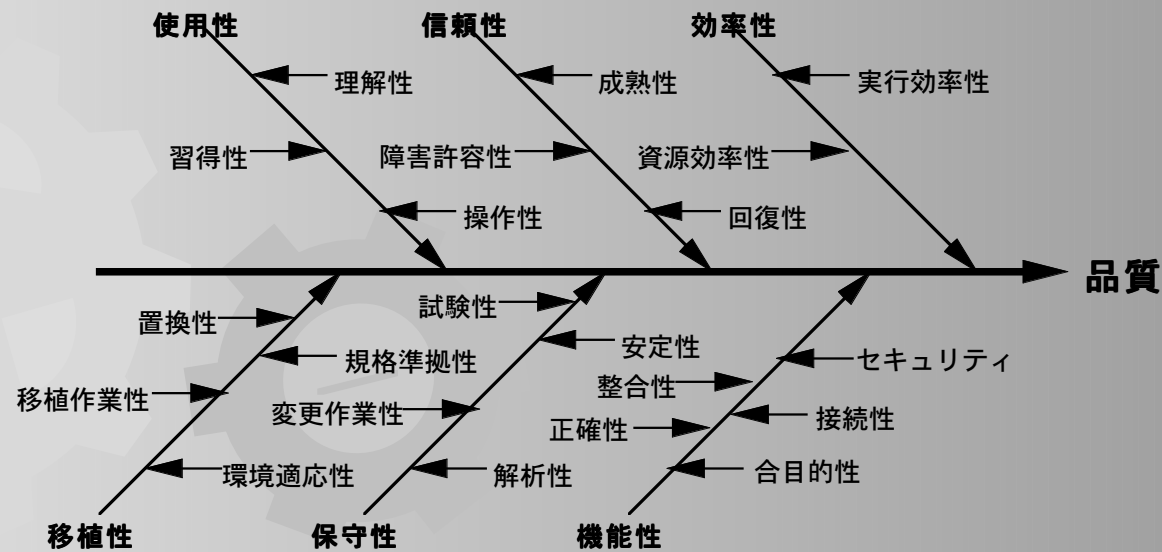 使用性
信頼性
効率性
理解性
成熟性
実行効率性
習得性
障害許容性
資源効率性
操作性
回復性
品質
試験性
置換性
安定性
規格準拠性
セキュリティ
整合性
移植作業性
変更作業性
接続性
正確性
環境適応性
解析性
合目的性
移植性
保守性
機能性